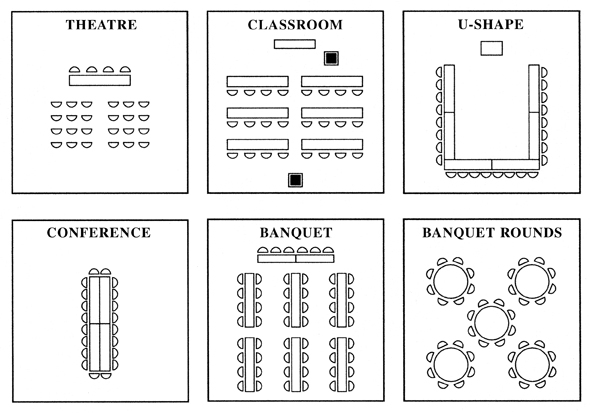 THEATRE
CLASSROOM
U-SHAPE
CONFERENCE
BANQUET
BANQUET ROUNDS